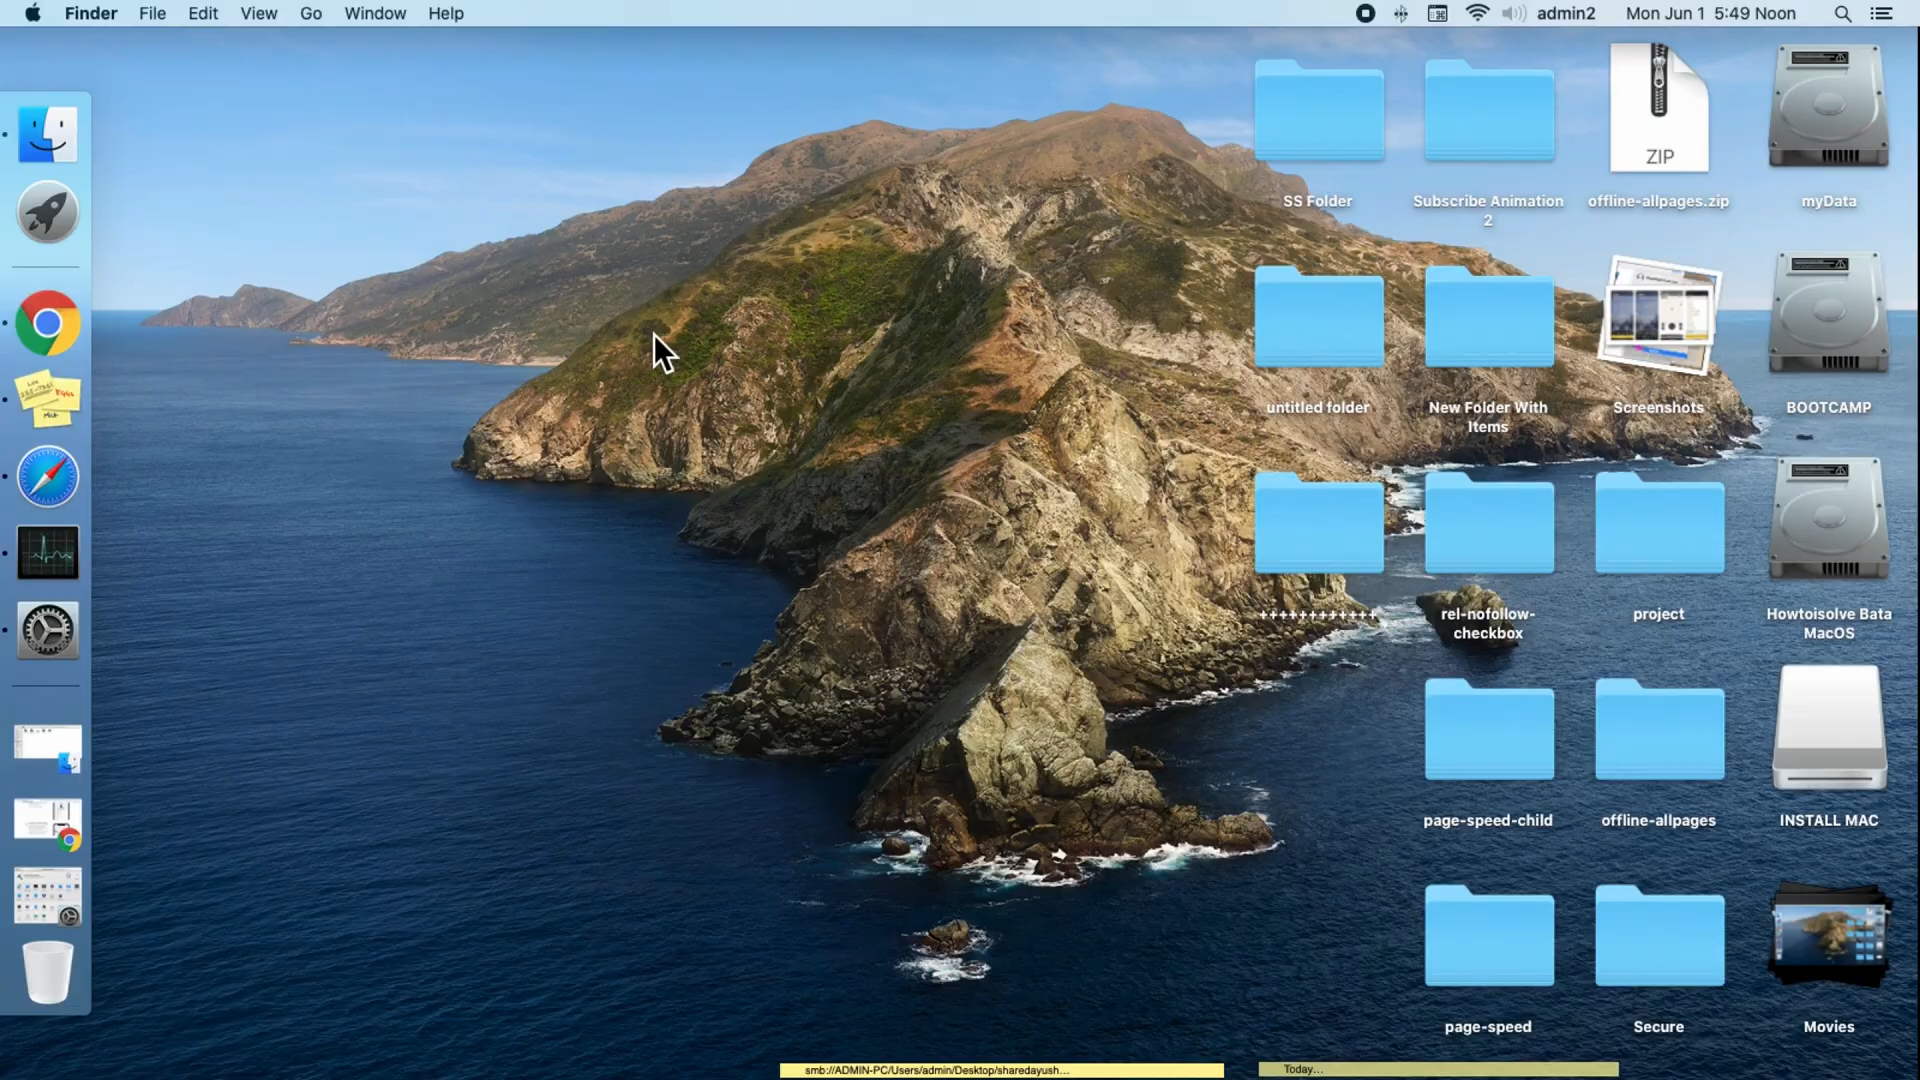 Finder File Edit View Go Window Help
admin2 Mon Jun 1 5:49 Noon
ZIP
SS Folder
Subscribe Animation
2
offline-allpages.zip
myData
untitled folder
New Folder With
Items
Screenshots
BOOTCAMP
++++++++++++
rel-nofollow-
checkbox
project
Howtoisolve Bata
MacOS
page-speed-child
offline-allpages
INSTALL MAC
page-speed
Secure
Movies
smb://ADMIN-PC/Users/admin/Desktop/sharedayush...
Today...